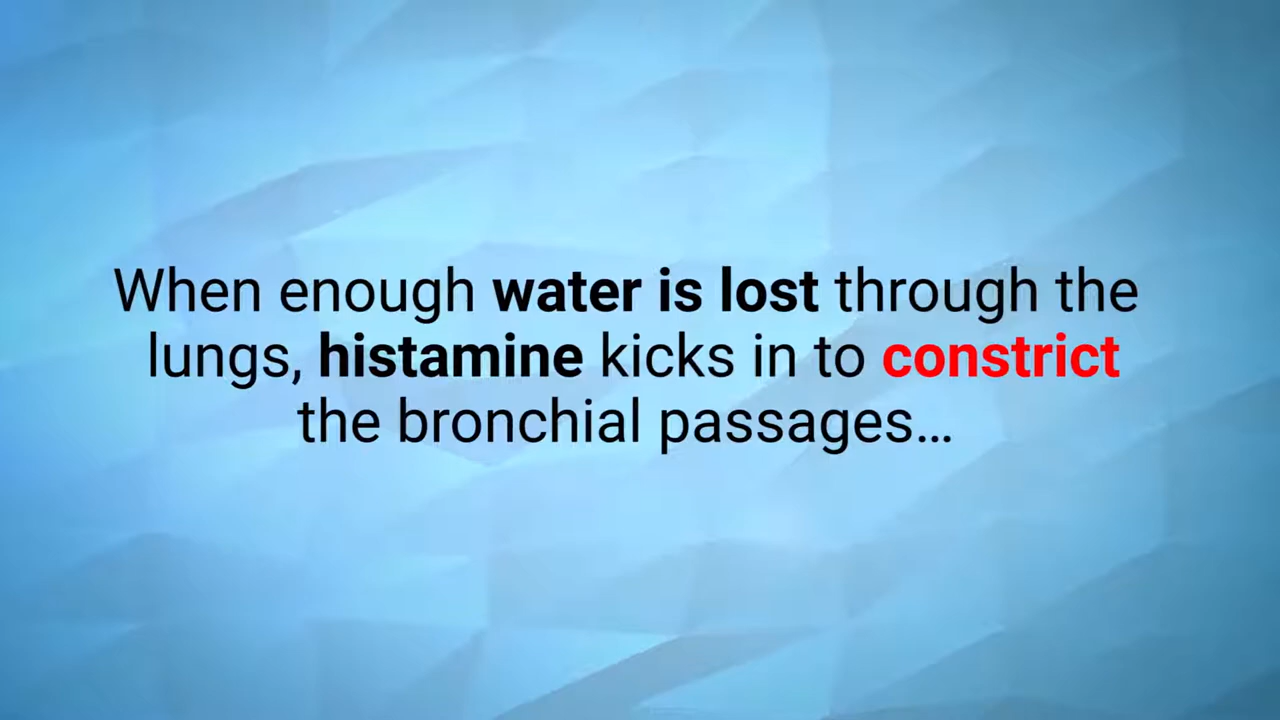 When enough water is lost through the
lungs, histamine kicks in to constrict
the bronchial passages…